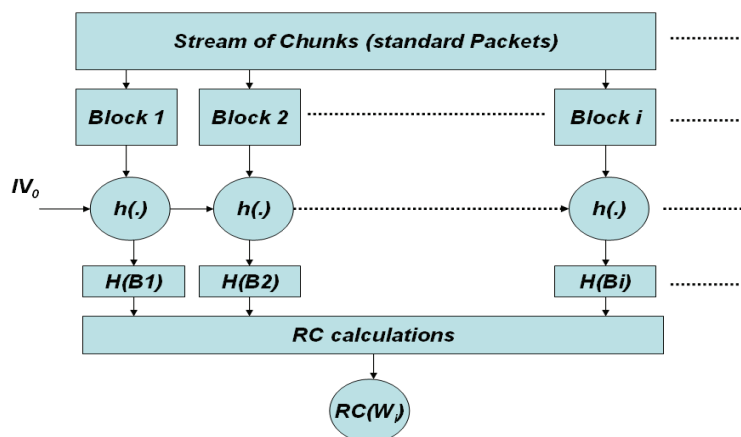 Stream of Chunks (standard Packets)
Block 1
Block 2
Block i
IV₀
h(.)
h(.)
h(.)
H(B1)
H(B2)
H(Bi)
RC calculations
RC(Wᵢ)